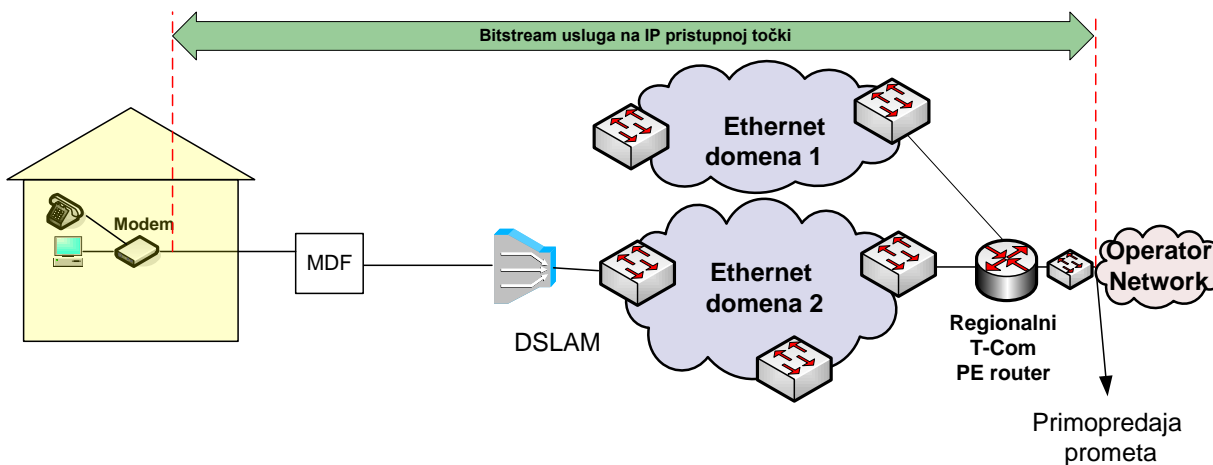 Bitstream usluga na IP pristupnoj točki
Ethernet
domena 1
Modem
MDF
DSLAM
Ethernet
domena 2
Regionalni
T-Com
PE router
Operator
Network
Primopredaja
prometa